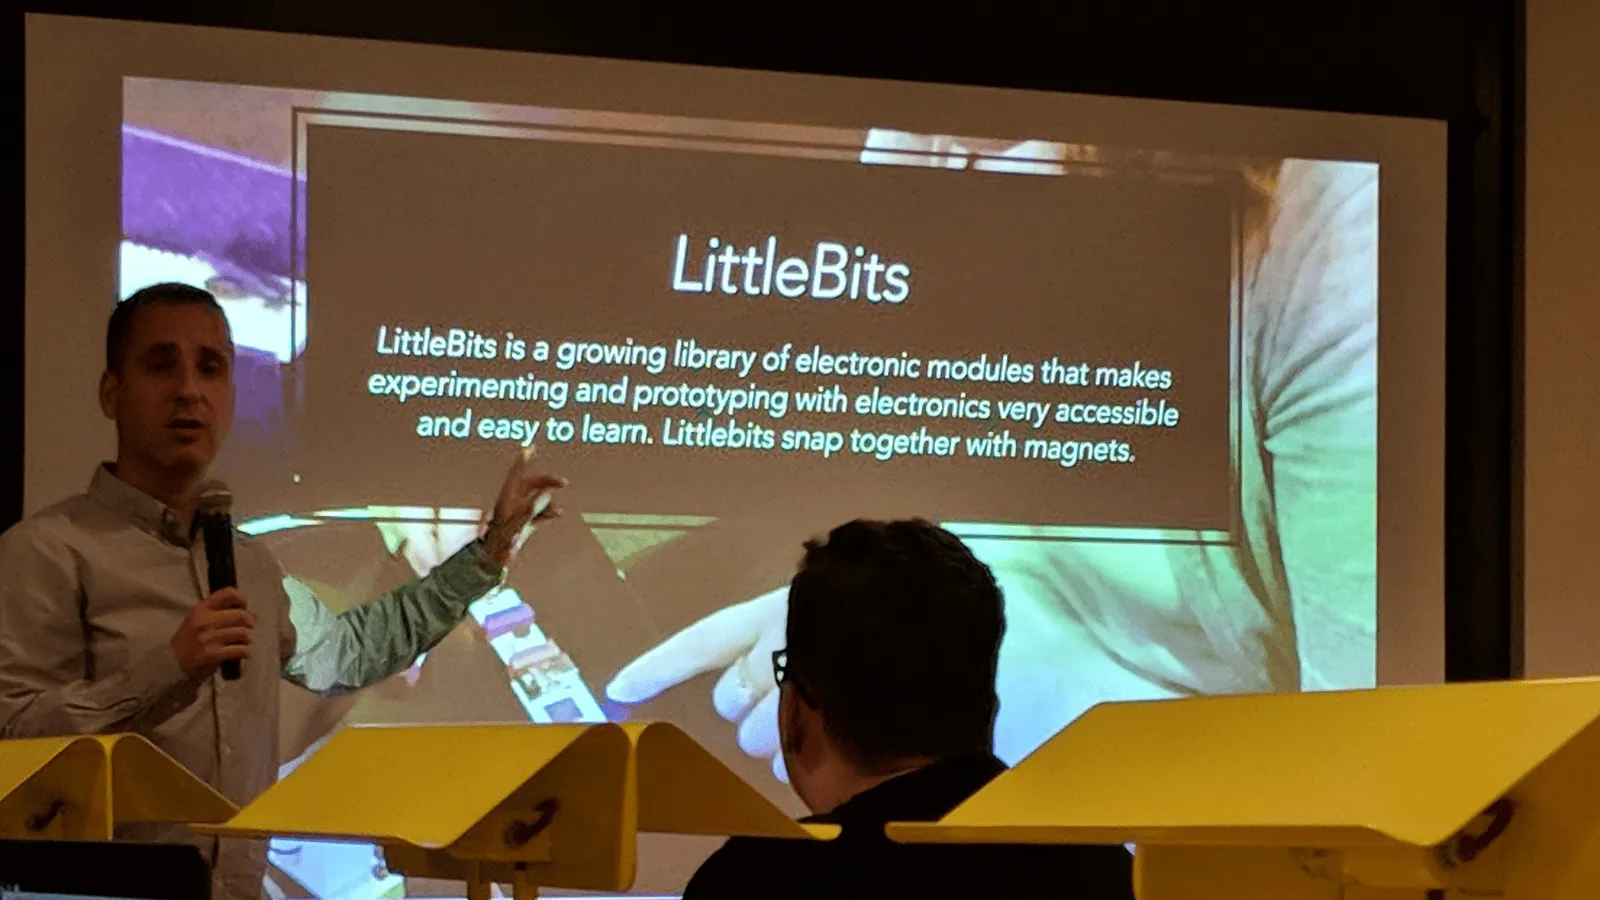 LittleBits
LittleBits is a growing library of electronic modules that makes
experimenting and prototyping with electronics very accessible
and easy to learn. Littlebits snap together with magnets.